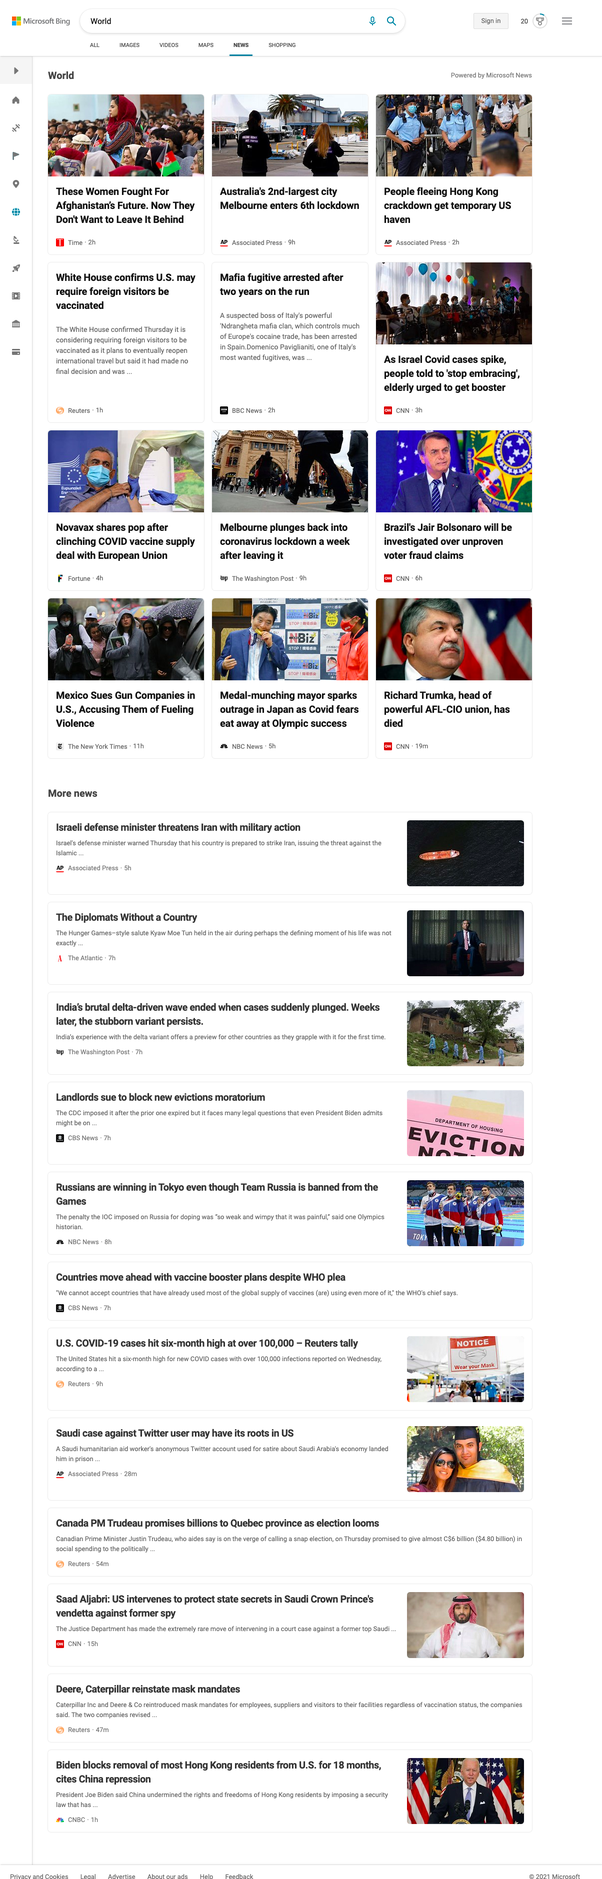 Microsoft Bing
World
Sign in
20
ALL IMAGES VIDEOS MAPS NEWS SHOPPING
World
Powered by Microsoft News
These Women Fought For
Afghanistan's Future. Now They
Don't Want to Leave It Behind
Time · 2h
Australia's 2nd-largest city
Melbourne enters 6th lockdown
AP Associated Press · 9h
People fleeing Hong Kong
crackdown get temporary US
haven
AP Associated Press · 2h
White House confirms U.S. may
require foreign visitors be
vaccinated
The White House confirmed Thursday it is
considering requiring foreign visitors to be
vaccinated as it plans to eventually reopen
international travel but said it had made no
final decision and was ...
Reuters · 1h
Mafia fugitive arrested after
two years on the run
A suspected boss of Italy's powerful
'Ndrangheta mafia clan, which controls much
of Europe's cocaine trade, has been arrested
in Spain.Domenico Paviglianiti, one of Italy's
most wanted fugitives, was ...
BBC News · 2h
As Israel Covid cases spike,
people told to 'stop embracing',
elderly urged to get booster
CNN · 3h
Novavax shares pop after
clinching COVID vaccine supply
deal with European Union
Fortune · 4h
Melbourne plunges back into
coronavirus lockdown a week
after leaving it
wp The Washington Post · 9h
Brazil's Jair Bolsonaro will be
investigated over unproven
voter fraud claims
CNN · 6h
Mexico Sues Gun Companies in
U.S., Accusing Them of Fueling
Violence
The New York Times · 11h
NBiz
Medal-munching mayor sparks
outrage in Japan as Covid fears
eat away at Olympic success
NBC News · 5h
Richard Trumka, head of
powerful AFL-CIO union, has
died
CNN · 19m
More news
Israeli defense minister threatens Iran with military action
Israel's defense minister warned Thursday that his country is prepared to strike Iran, issuing the threat against the
Islamic ...
AP Associated Press · 5h
The Diplomats Without a Country
The Hunger Games–style salute Kyaw Moe Tun held in the air during perhaps the defining moment of his life was not
exactly ...
The Atlantic · 7h
India's brutal delta-driven wave ended when cases suddenly plunged. Weeks
later, the stubborn variant persists.
India's experience with the delta variant offers a preview for other countries as they grapple with it for the first time.
wp The Washington Post · 7h
Landlords sue to block new evictions moratorium
The CDC imposed it after the prior one expired but it faces many legal questions that even President Biden admits
might be on ...
CBS News · 7h
DEPARTMENT OF HOUSING
EVICTION
Russians are winning in Tokyo even though Team Russia is banned from the
Games
The penalty the IOC imposed on Russia for doping was "so weak and wimpy that it was painful," said one Olympics
historian.
NBC News · 8h
Countries move ahead with vaccine booster plans despite WHO plea
"We cannot accept countries that have already used most of the global supply of vaccines (are) using even more of it," the WHO's chief says.
CBS News · 7h
U.S. COVID-19 cases hit six-month high at over 100,000 – Reuters tally
The United States hit a six-month high for new COVID cases with over 100,000 infections reported on Wednesday,
according to a ...
Reuters · 9h
NOTICE
Wear your Mask
Saudi case against Twitter user may have its roots in US
A Saudi humanitarian aid worker's anonymous Twitter account used for satire about Saudi Arabia's economy landed
him in prison ...
AP Associated Press · 28m
Canada PM Trudeau promises billions to Quebec province as election looms
Canadian Prime Minister Justin Trudeau, who aides say is on the verge of calling a snap election, on Thursday promised to give almost C$6 billion ($4.80 billion) in
social spending to the politically ...
Reuters · 54m
Saad Aljabri: US intervenes to protect state secrets in Saudi Crown Prince's
vendetta against former spy
The Justice Department has made the extremely rare move of intervening in a court case against a former top Saudi ...
CNN · 15h
Deere, Caterpillar reinstate mask mandates
Caterpillar Inc and Deere & Co reintroduced mask mandates for employees, suppliers and visitors to their facilities regardless of vaccination status, the companies
said. The two companies revised ...
Reuters · 47m
Biden blocks removal of most Hong Kong residents from U.S. for 18 months,
cites China repression
President Joe Biden said China undermined the rights and freedoms of Hong Kong residents by imposing a security
law that has ...
CNBC · 1h
Privacy and Cookies Legal Advertise About our ads Help Feedback
© 2021 Microsoft